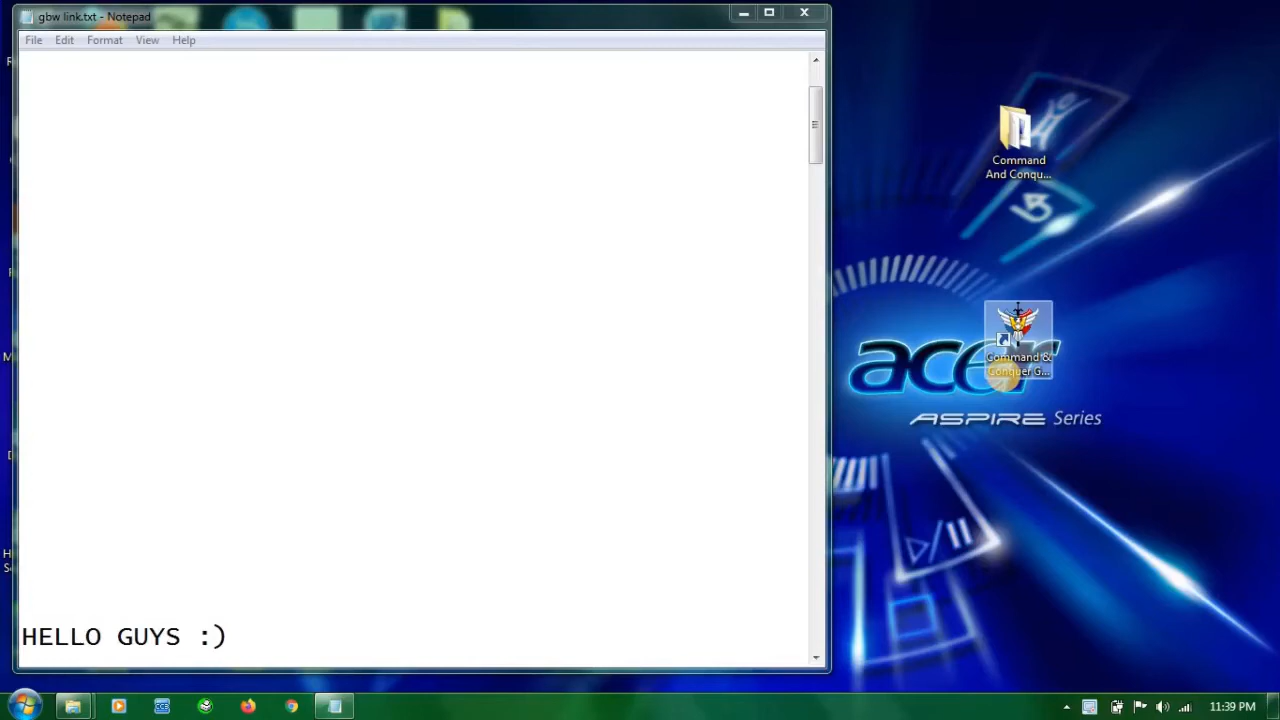 gbw link.txt - Notepad
File Edit Format View Help
HELLO GUYS :)
Command
And Conqu...
Command &
Conquer G...
acer
ASPIRE Series
11:39 PM